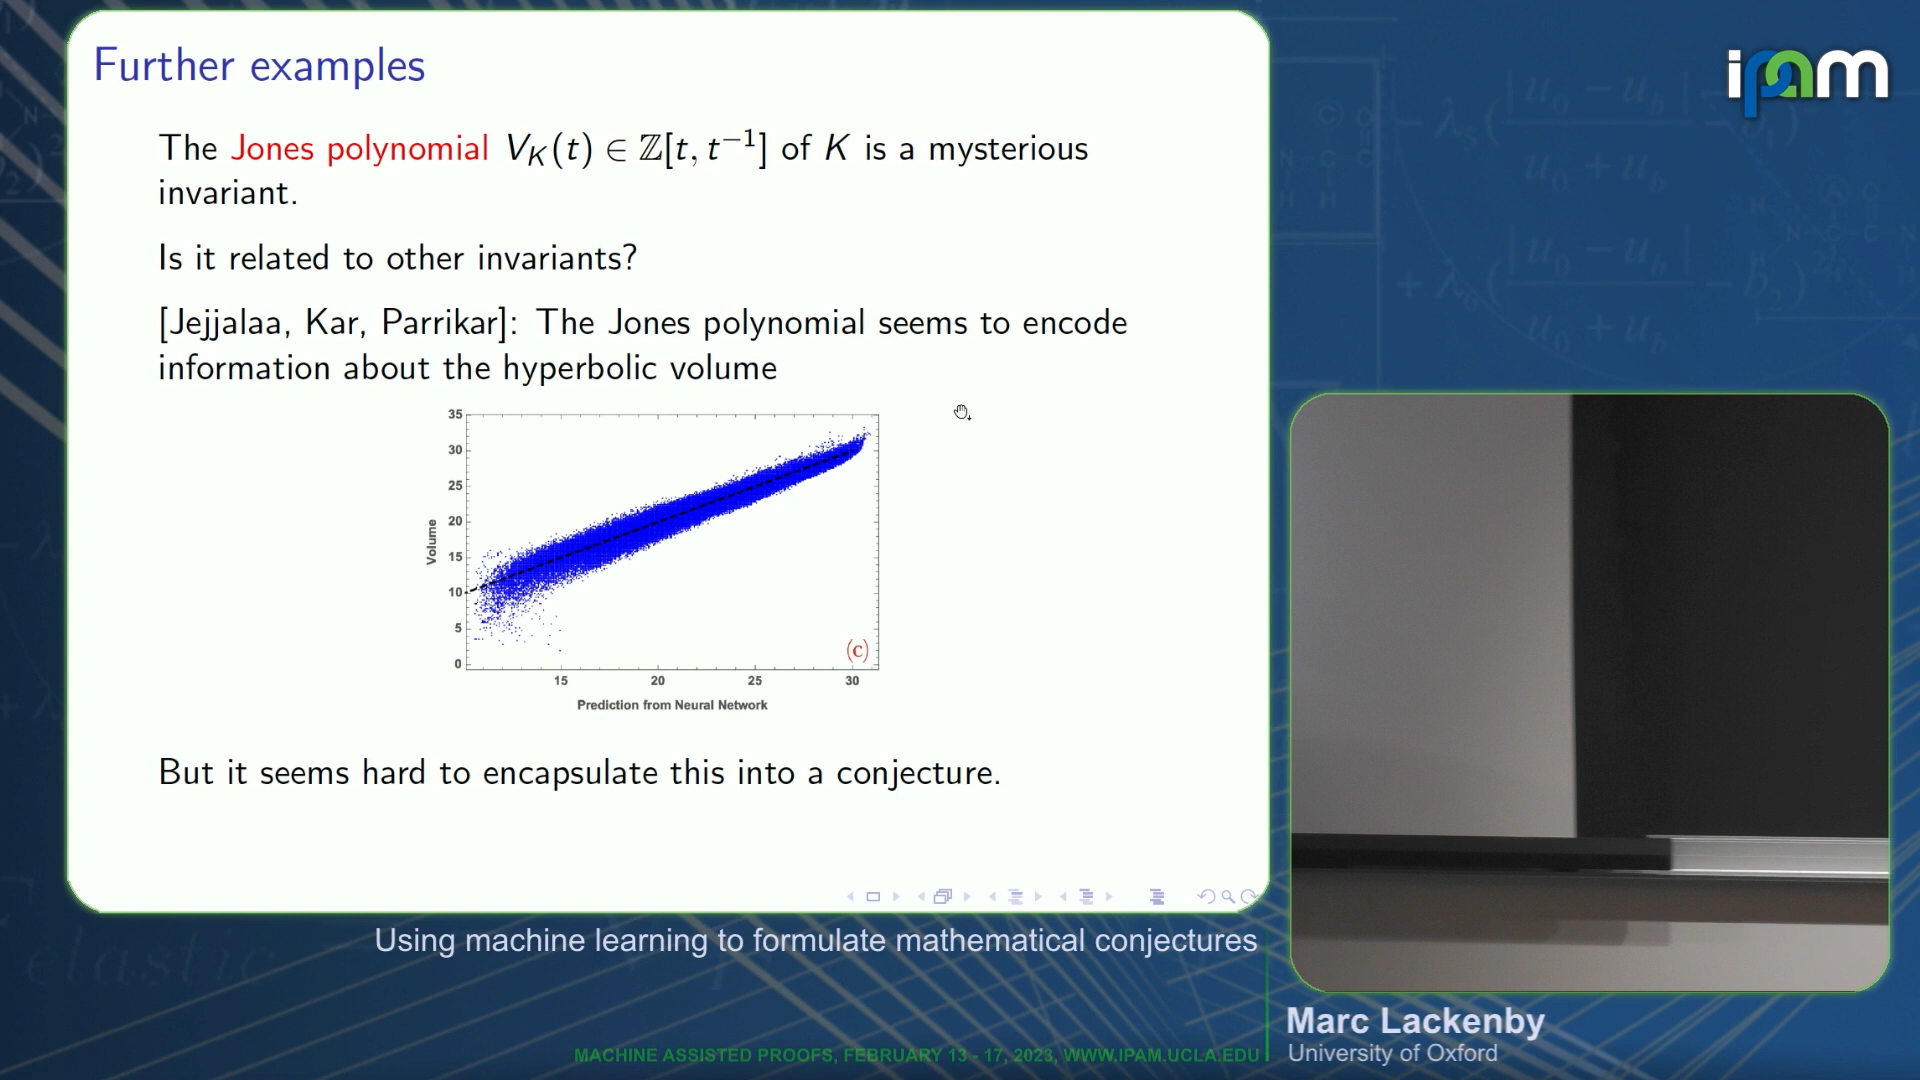 Further examples
ipam
The Jones polynomial V_K(t) ∈ ℤ[t, t⁻¹] of K is a mysterious
invariant.
Is it related to other invariants?
[Jejjalaa, Kar, Parrikar]: The Jones polynomial seems to encode
information about the hyperbolic volume
35
30
25
20
15
10
5
0
Volume
(c)
15 20 25 30
Prediction from Neural Network
But it seems hard to encapsulate this into a conjecture.
Using machine learning to formulate mathematical conjectures
Marc Lackenby
University of Oxford
MACHINE ASSISTED PROOFS, FEBRUARY 13 - 17, 2023, WWW.IPAM.UCLA.EDU
elastic